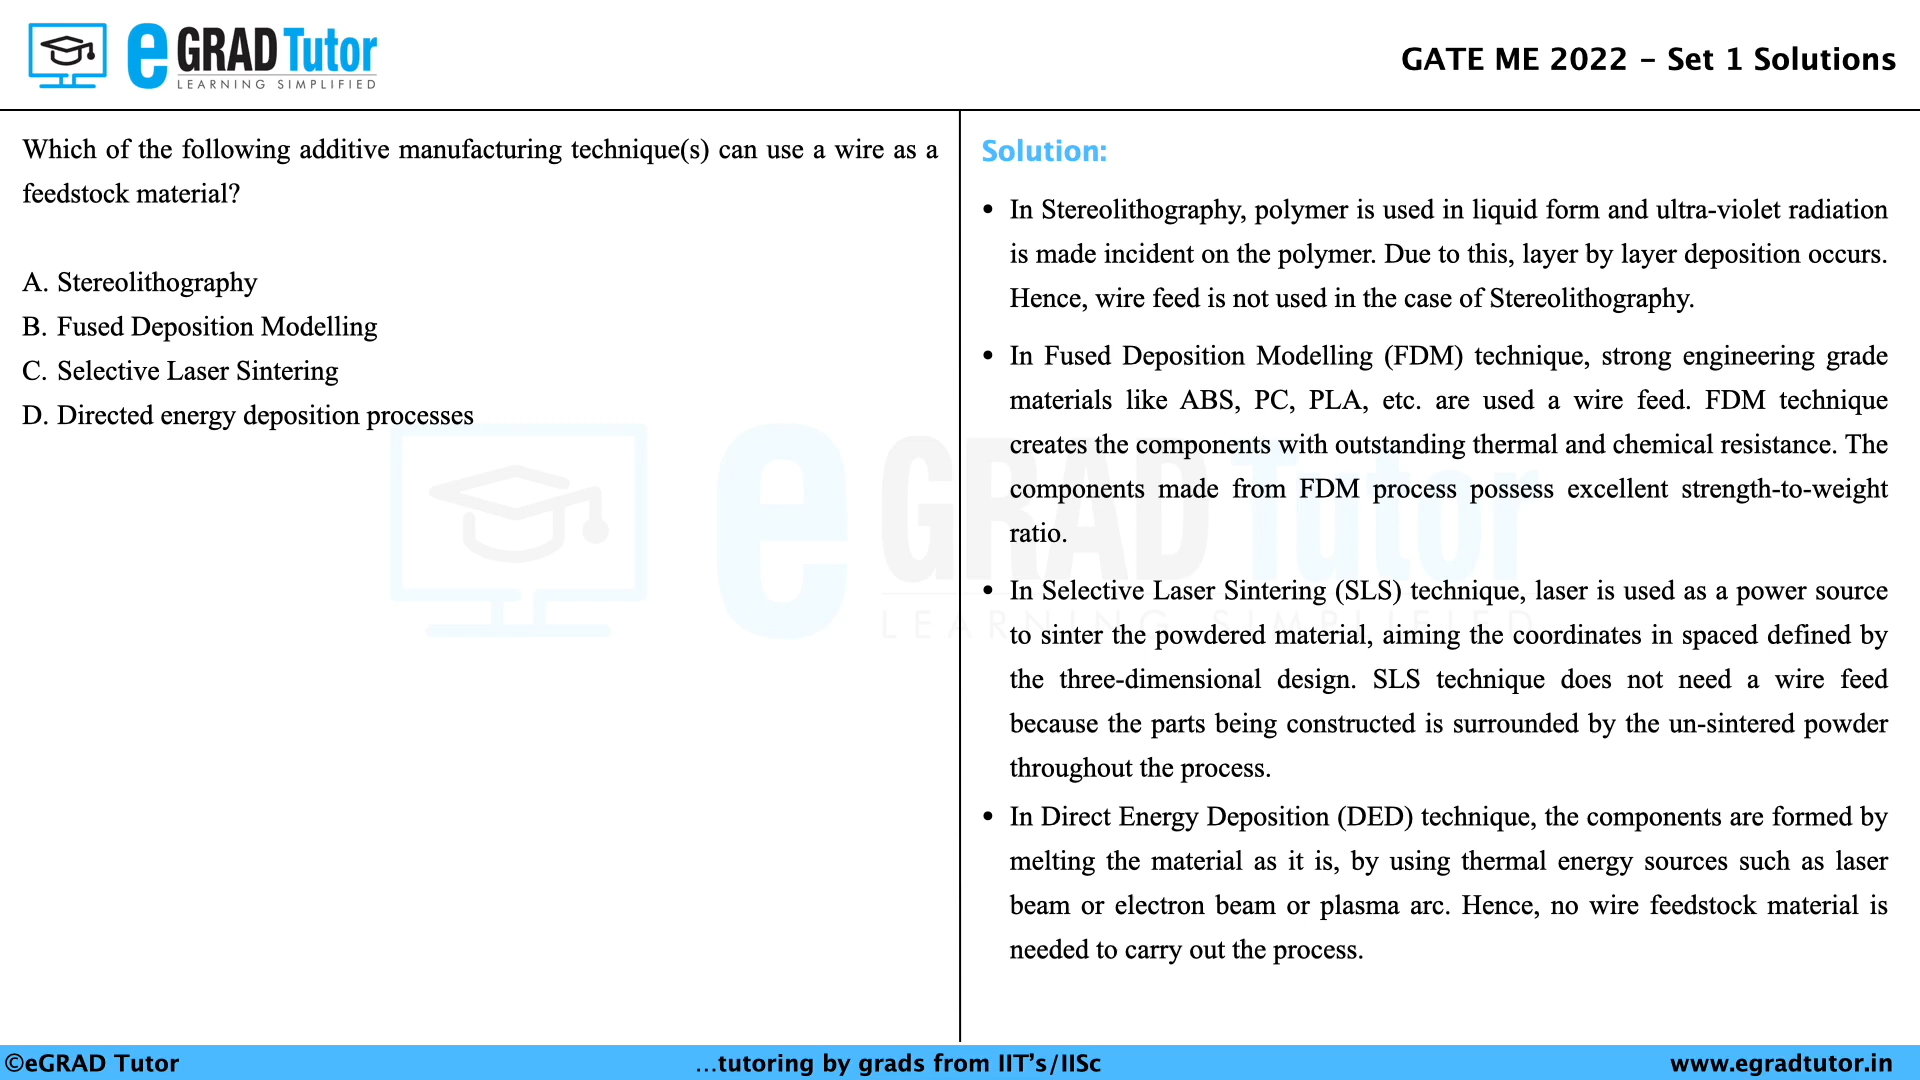 e GRAD Tutor
LEARNING SIMPLIFIED
GATE ME 2022 – Set 1 Solutions
Which of the following additive manufacturing technique(s) can use a wire as a
feedstock material?
A. Stereolithography
B. Fused Deposition Modelling
C. Selective Laser Sintering
D. Directed energy deposition processes
Solution:
• In Stereolithography, polymer is used in liquid form and ultra-violet radiation
is made incident on the polymer. Due to this, layer by layer deposition occurs.
Hence, wire feed is not used in the case of Stereolithography.
• In Fused Deposition Modelling (FDM) technique, strong engineering grade
materials like ABS, PC, PLA, etc. are used a wire feed. FDM technique
creates the components with outstanding thermal and chemical resistance. The
components made from FDM process possess excellent strength-to-weight
ratio.
• In Selective Laser Sintering (SLS) technique, laser is used as a power source
to sinter the powdered material, aiming the coordinates in spaced defined by
the three-dimensional design. SLS technique does not need a wire feed
because the parts being constructed is surrounded by the un-sintered powder
throughout the process.
• In Direct Energy Deposition (DED) technique, the components are formed by
melting the material as it is, by using thermal energy sources such as laser
beam or electron beam or plasma arc. Hence, no wire feedstock material is
needed to carry out the process.
e GRAD Tutor
LEARNING SIMPLIFIED
©eGRAD Tutor
...tutoring by grads from IIT's/IISc
www.egradtutor.in